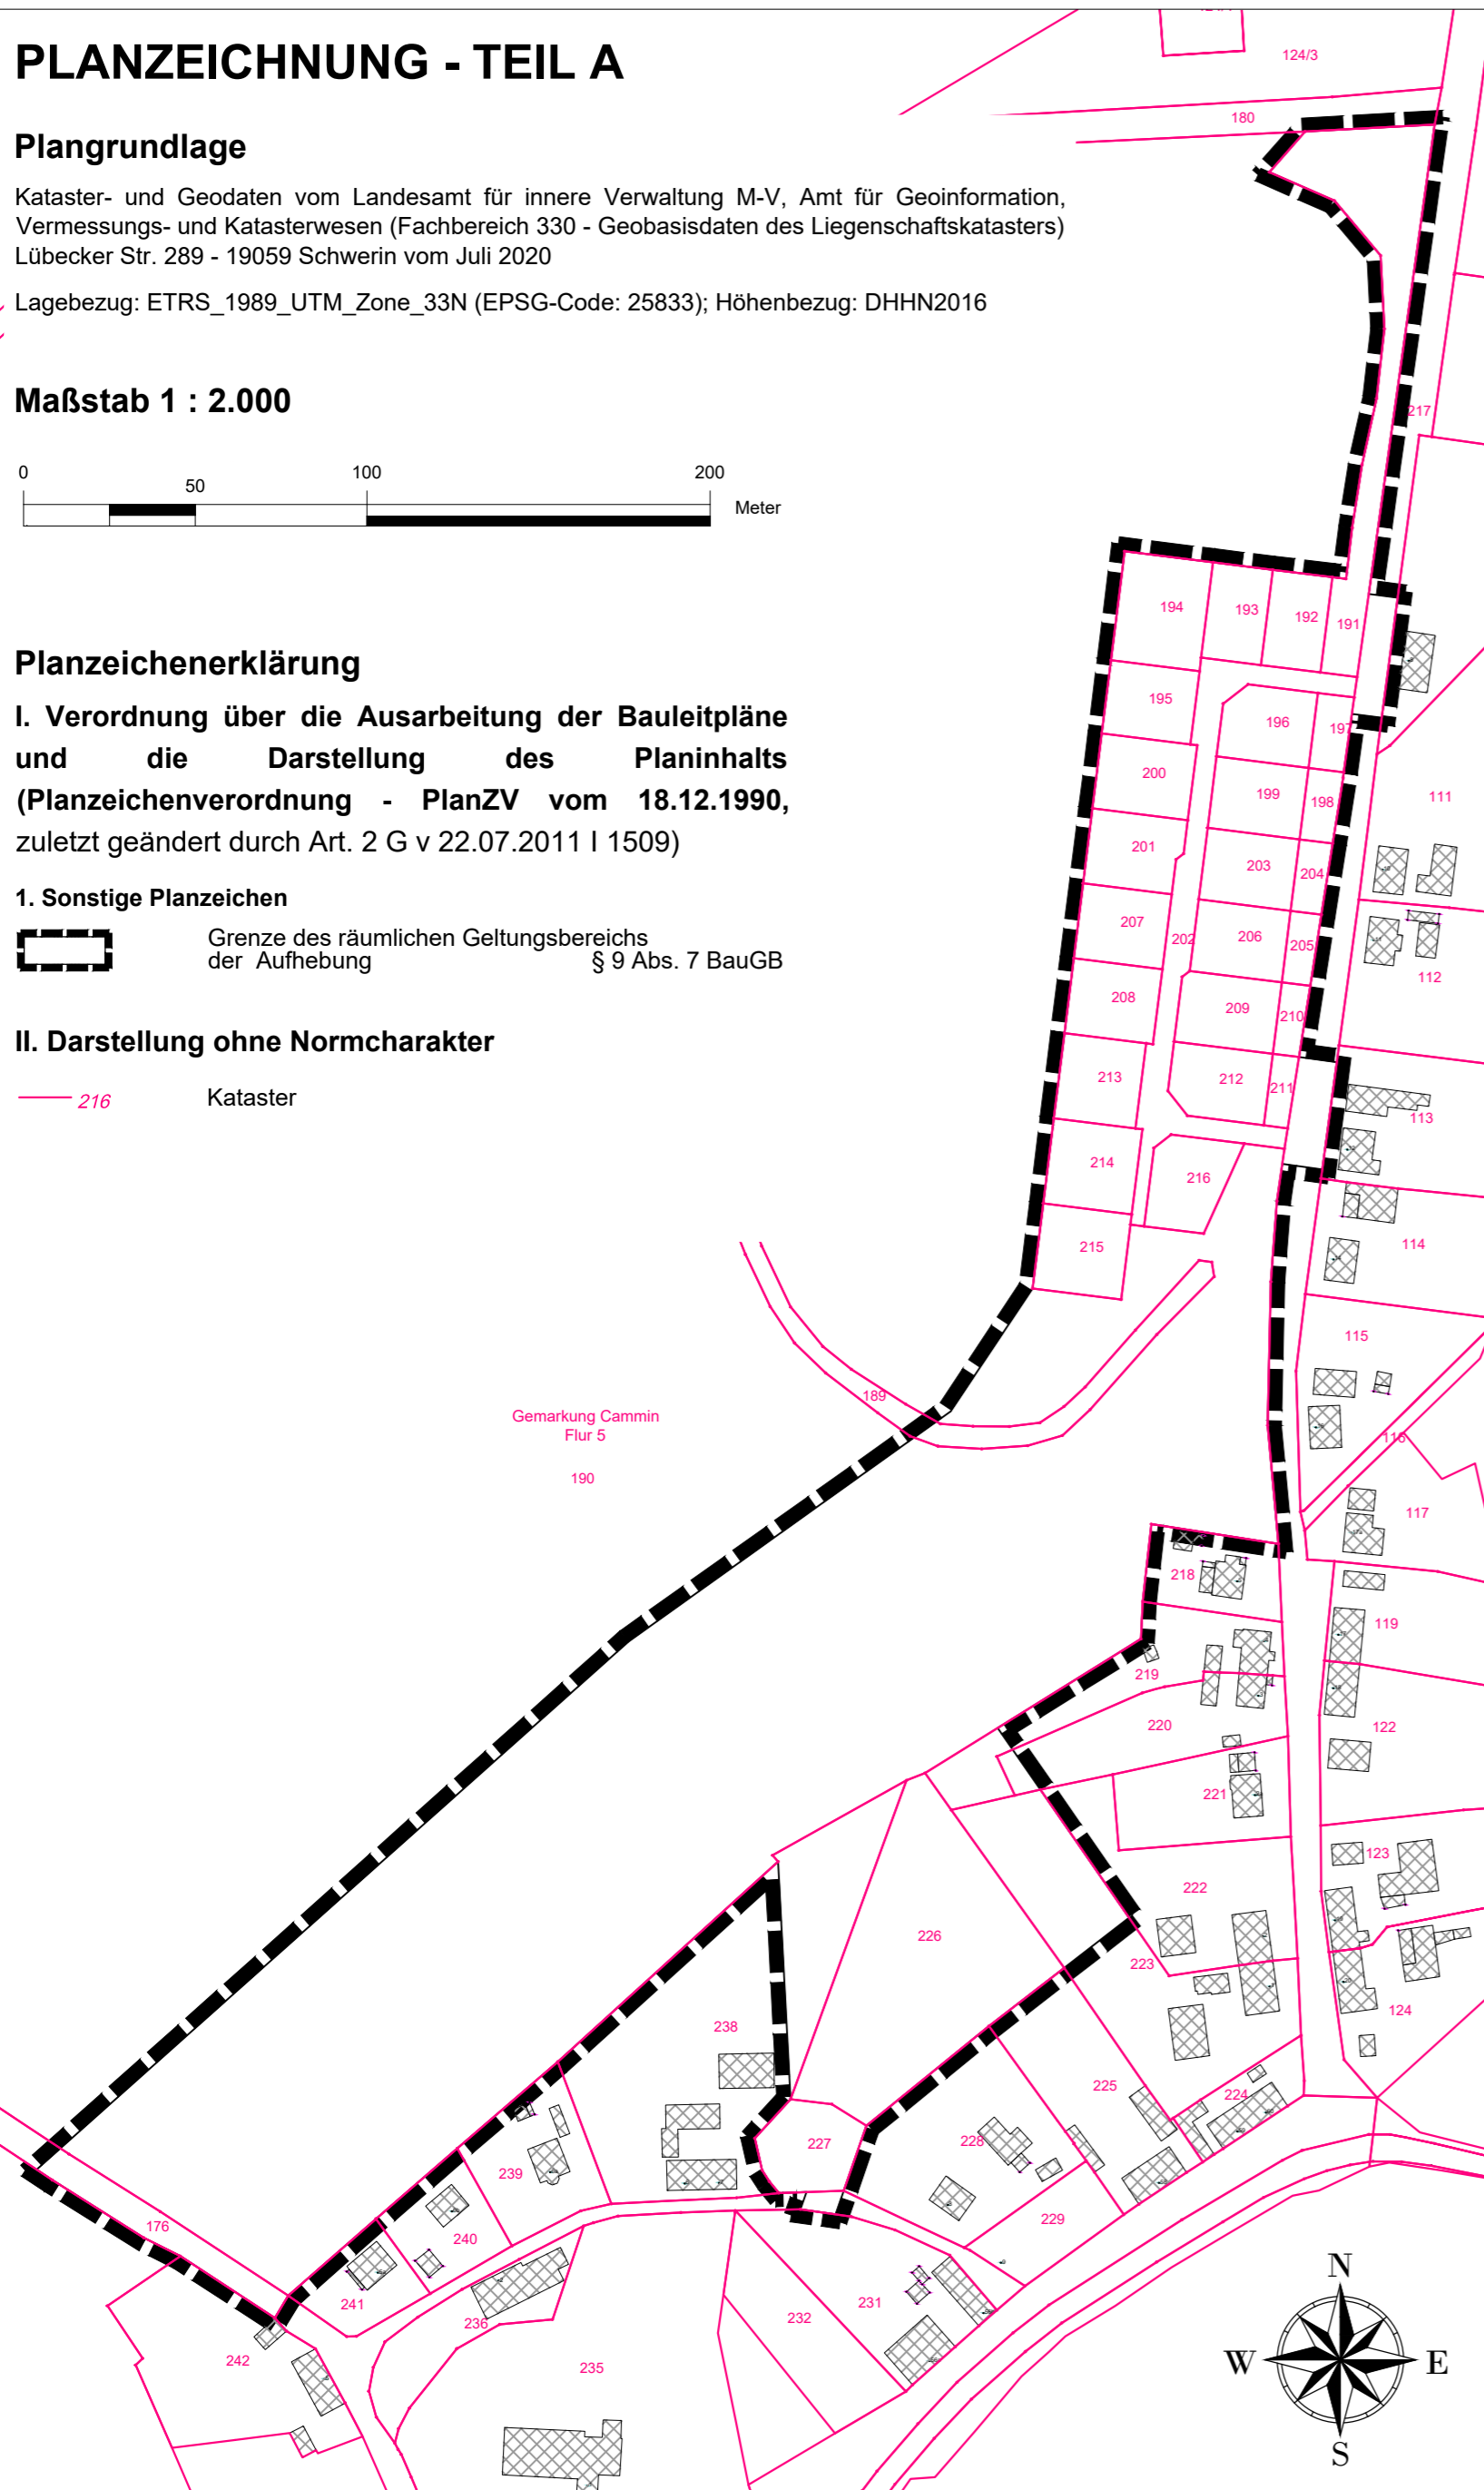 PLANZEICHNUNG - TEIL A
Plangrundlage
Kataster- und Geodaten vom Landesamt für innere Verwaltung M-V, Amt für Geoinformation,
Vermessungs- und Katasterwesen (Fachbereich 330 - Geobasisdaten des Liegenschaftskatasters)
Lübecker Str. 289 - 19059 Schwerin vom Juli 2020
Lagebezug: ETRS_1989_UTM_Zone_33N (EPSG-Code: 25833); Höhenbezug: DHHN2016
Maßstab 1 : 2.000
0 50 100 200 Meter
Planzeichenerklärung
I. Verordnung über die Ausarbeitung der Bauleitpläne
und die Darstellung des Planinhalts
(Planzeichenverordnung - PlanZV vom 18.12.1990,
zuletzt geändert durch Art. 2 G v 22.07.2011 I 1509)
1. Sonstige Planzeichen
Grenze des räumlichen Geltungsbereichs
der Aufhebung § 9 Abs. 7 BauGB
II. Darstellung ohne Normcharakter
216 Kataster
124/3
180
217
194
193
192
191
195
196
197
200
199
198
111
201
203
204
207
202
206
205
112
208
209
210
213
212
211
113
214
216
114
215
115
189
Gemarkung Cammin
Flur 5
190
116
117
218
119
219
220
122
221
123
222
226
223
124
238
225
224
227
228
239
229
176
240
241
231
232
236
242
235
N
W
E
S